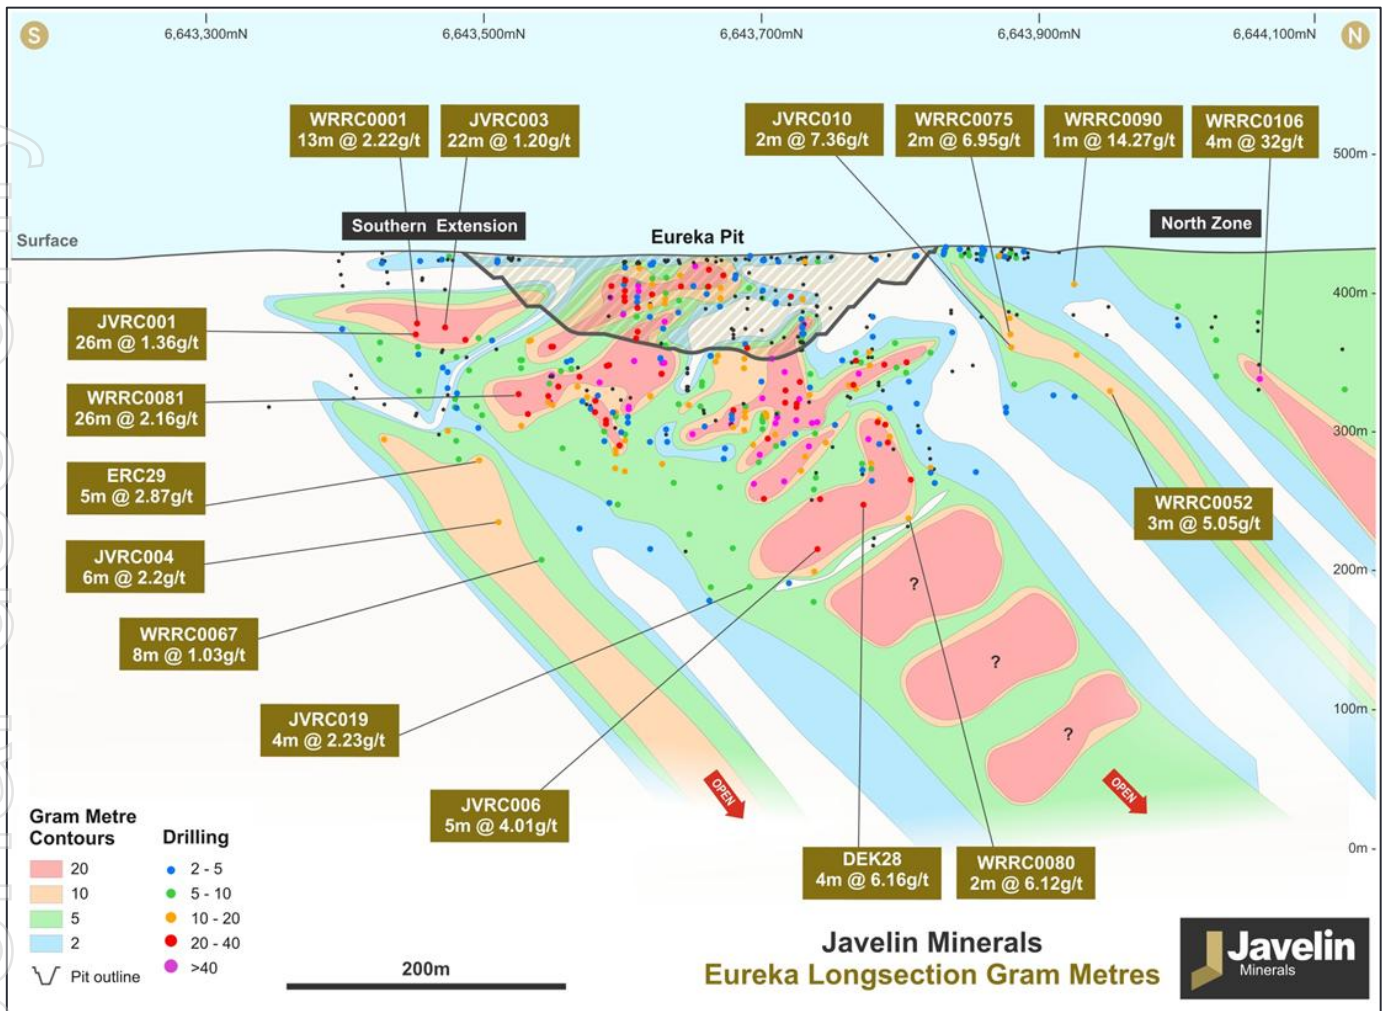 S
6,643,300mN
6,643,500mN
6,643,700mN
6,643,900mN
6,644,100mN
N
WRRC0001
13m @ 2.22g/t
JVRC003
22m @ 1.20g/t
JVRC010
2m @ 7.36g/t
WRRC0075
2m @ 6.95g/t
WRRC0090
1m @ 14.27g/t
WRRC0106
4m @ 32g/t
500m
Surface
Southern Extension
Eureka Pit
North Zone
400m
JVRC001
26m @ 1.36g/t
WRRC0081
26m @ 2.16g/t
300m
ERC29
5m @ 2.87g/t
WRRC0052
3m @ 5.05g/t
JVRC004
6m @ 2.2g/t
200m
?
WRRC0067
8m @ 1.03g/t
?
JVRC019
4m @ 2.23g/t
100m
?
OPEN
OPEN
JVRC006
5m @ 4.01g/t
0m
DEK28
4m @ 6.16g/t
WRRC0080
2m @ 6.12g/t
Gram Metre
Contours
20
10
5
2
Pit outline
Drilling
2 - 5
5 - 10
10 - 20
20 - 40
>40
200m
Javelin Minerals
Eureka Longsection Gram Metres
Javelin
Minerals